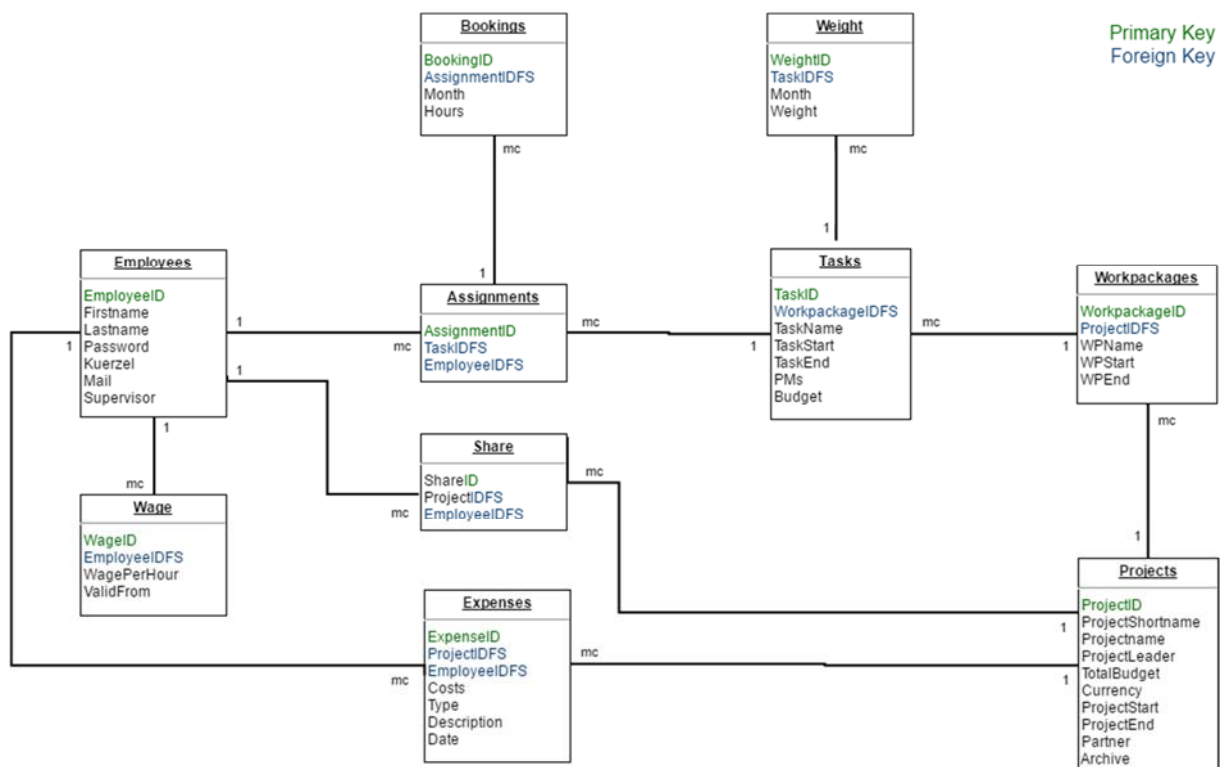 Bookings
BookingID
AssignmentIDFS
Month
Hours
mc
1
Weight
WeightID
TaskIDFS
Month
Weight
mc
1
Primary Key
Foreign Key
Employees
EmployeeID
Firstname
Lastname
Password
Kuerzel
Mail
Supervisor
1
1
1
1
mc
Assignments
AssignmentID
TaskIDFS
EmployeeIDFS
mc
mc
1
Tasks
TaskID
WorkpackageIDFS
TaskName
TaskStart
TaskEnd
PMs
Budget
mc
1
Workpackages
WorkpackageID
ProjectIDFS
WPName
WPStart
WPEnd
mc
1
Share
ShareID
ProjectIDFS
EmployeeIDFS
mc
mc
1
Wage
WageID
EmployeeIDFS
WagePerHour
ValidFrom
Expenses
ExpenseID
ProjectIDFS
EmployeeIDFS
Costs
Type
Description
Date
mc
mc
1
Projects
ProjectID
ProjectShortname
Projectname
ProjectLeader
TotalBudget
Currency
ProjectStart
ProjectEnd
Partner
Archive